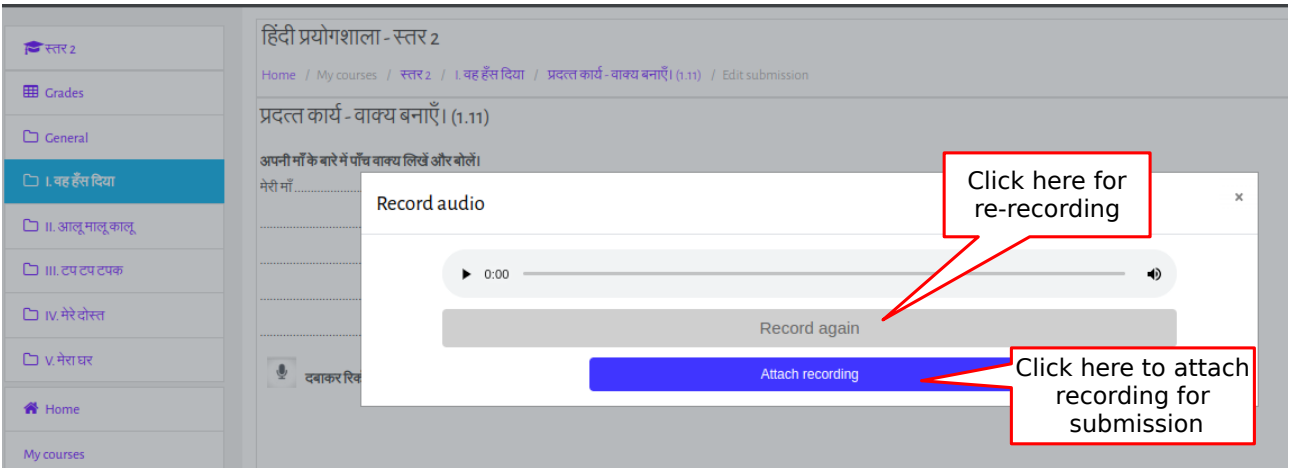 स्तर 2
Grades
General
I. वह हँस दिया
II. आलू मालू कालू
III. टप टप टपक
IV. मेरे दोस्त
V. मेरा घर
Home
My courses
हिंदी प्रयोगशाला - स्तर 2
Home / My courses / स्तर 2 / I. वह हँस दिया / प्रदत्त कार्य - वाक्य बनाएँ। (1.11) / Edit submission
प्रदत्त कार्य - वाक्य बनाएँ। (1.11)
अपनी माँ के बारे में पाँच वाक्य लिखें और बोलें।
मेरी माँ
Record audio
x
Click here for
re-recording
0:00
Record again
Attach recording
Click here to attach
recording for
submission
दबाकर